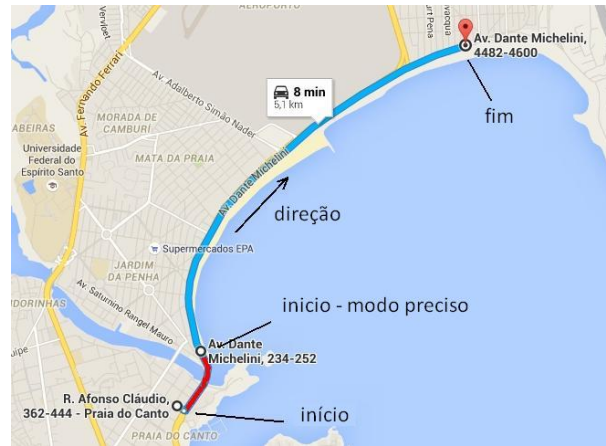 AEROPORTO
Vervloet
Av. Fernando Ferrari
Av. Adalberto Simão Nader
Av. Dante Michelini,
4482-4600
8 min
5,1 km
fim
MORADA DE
CAMBURI
Universidade
Federal do
Espírito Santo
MATA DA PRAIA
Av. Dante Michelini
direção
Supermercados EPA
JARDIM
DA PENHA
Av. Saturnino Rangel Mauro
inicio - modo preciso
Av. Dante
Michelini, 234-252
R. Afonso Cláudio,
362-444 - Praia do Canto
início
PRAIA DO CANTO